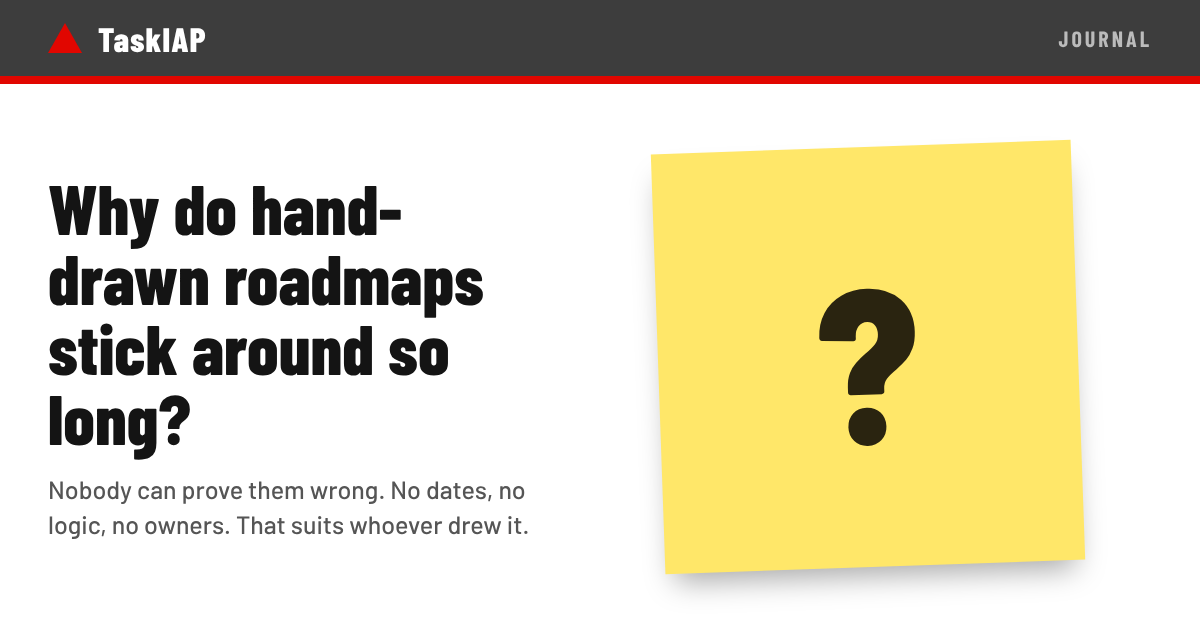 TaskIAP
JOURNAL
Why do hand-
drawn roadmaps
stick around so
long?
Nobody can prove them wrong. No dates, no
logic, no owners. That suits whoever drew it.
?